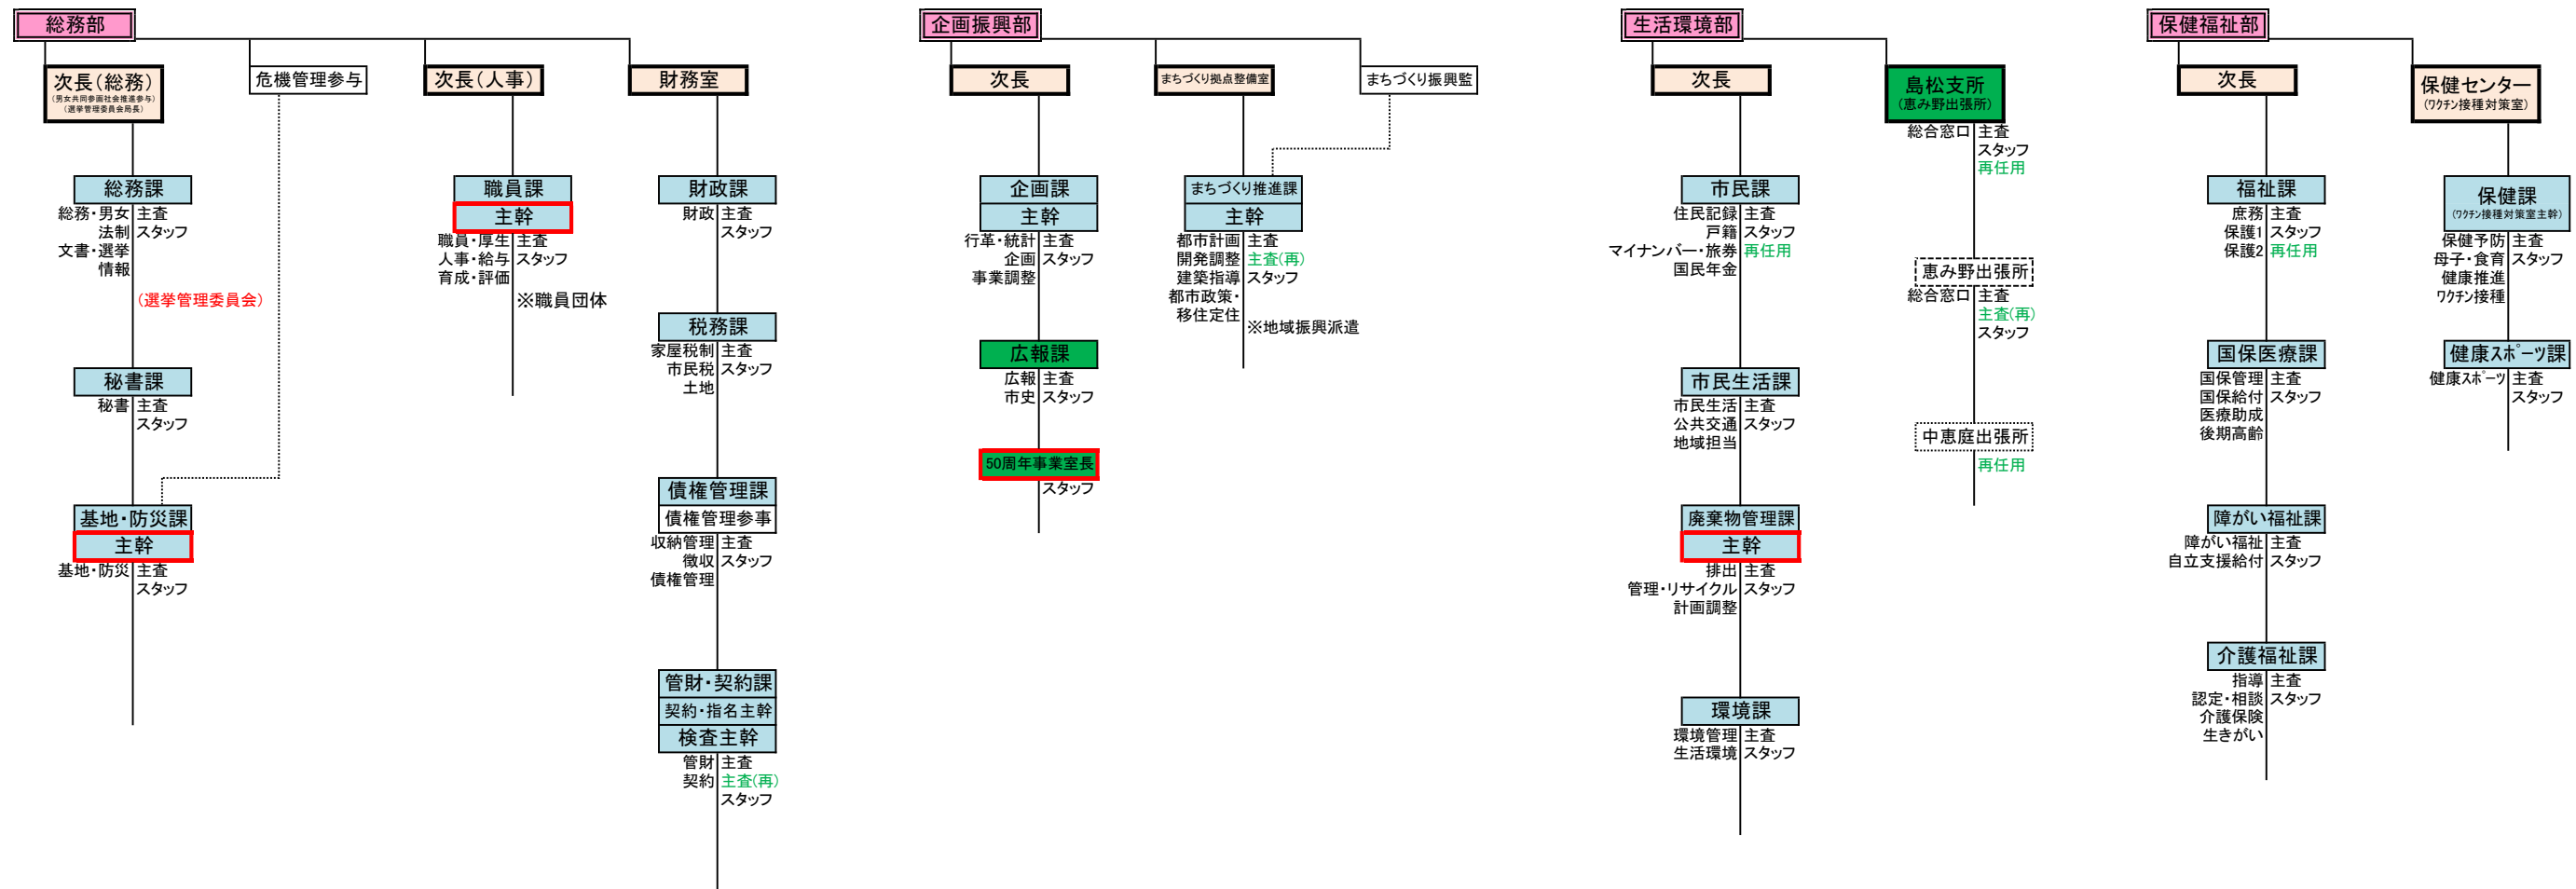 総務部
次長(総務)
(男女共同参画社会推進参与)
(選挙管理委員会局長)
危機管理参与
次長(人事)
財務室
総務課
総務・男女 主査
法制 スタッフ
文書・選挙
情報
(選挙管理委員会)
秘書課
秘書 主査
スタッフ
基地・防災課
主幹
基地・防災 主査
スタッフ
職員課
主幹
職員・厚生 主査
人事・給与 スタッフ
育成・評価
※職員団体
財政課
財政 主査
スタッフ
税務課
家屋税制 主査
市民税 スタッフ
土地
債権管理課
債権管理参事
収納管理 主査
徴収 スタッフ
債権管理
管財・契約課
契約・指名主幹
検査主幹
管財 主査
契約 主査(再)
スタッフ
企画振興部
次長
まちづくり拠点整備室
まちづくり振興監
企画課
主幹
行革・統計 主査
企画 スタッフ
事業調整
広報課
広報 主査
市史 スタッフ
50周年事業室長
スタッフ
まちづくり推進課
主幹
都市計画 主査
開発調整 主査(再)
建築指導 スタッフ
都市政策・
移住定住
※地域振興派遣
生活環境部
次長
島松支所
(恵み野出張所)
総合窓口 主査
スタッフ
再任用
市民課
住民記録 主査
戸籍 スタッフ
マイナンバー・旅券 再任用
国民年金
恵み野出張所
総合窓口 主査
主査(再)
スタッフ
市民生活課
市民生活 主査
公共交通 スタッフ
地域担当
中恵庭出張所
再任用
廃棄物管理課
主幹
排出 主査
管理・リサイクル スタッフ
計画調整
環境課
環境管理 主査
生活環境 スタッフ
保健福祉部
次長
保健センター
(ワクチン接種対策室)
福祉課
庶務 主査
保護1 スタッフ
保護2 再任用
保健課
(ワクチン接種対策室主幹)
保健予防 主査
母子・食育 スタッフ
健康推進
ワクチン接種
国保医療課
国保管理 主査
国保給付 スタッフ
医療助成
後期高齢
健康スポーツ課
健康スポーツ 主査
スタッフ
障がい福祉課
障がい福祉 主査
自立支援給付 スタッフ
介護福祉課
指導 主査
認定・相談 スタッフ
介護保険
生きがい